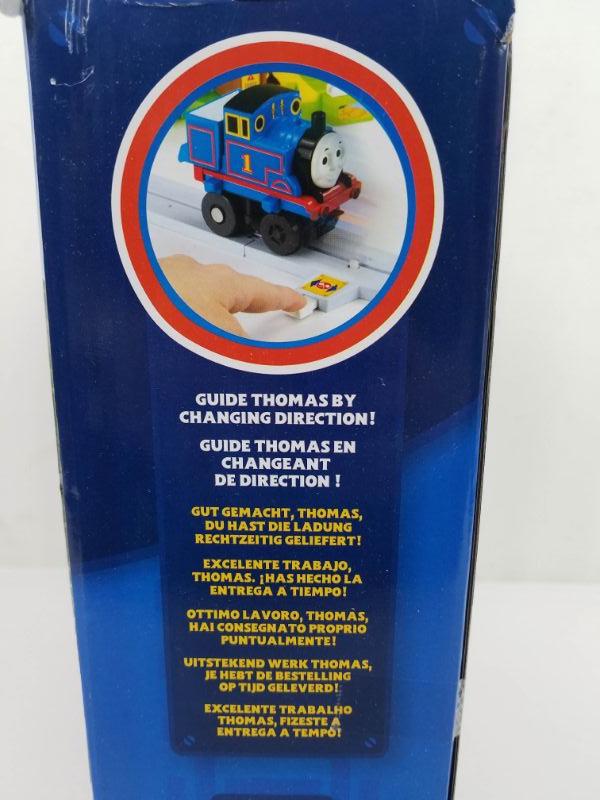 1
GUIDE THOMAS BY
CHANGING DIRECTION!
GUIDE THOMAS EN
CHANGEANT
DE DIRECTION !
GUT GEMACHT, THOMAS,
DU HAST DIE LADUNG
RECHTZEITIG GELIEFERT!
EXCELENTE TRABAJO,
THOMAS. ¡HAS HECHO LA
ENTREGA A TIEMPO!
OTTIMO LAVORO, THOMAS,
HAI CONSEGNATO PROPRIO
PUNTUALMENTE!
UITSTEKEND WERK THOMAS,
JE HEBT DE BESTELLING
OP TIJD GELEVERD!
EXCELENTE TRABALHO
THOMAS, FIZESTE A
ENTREGA A TEMPO!